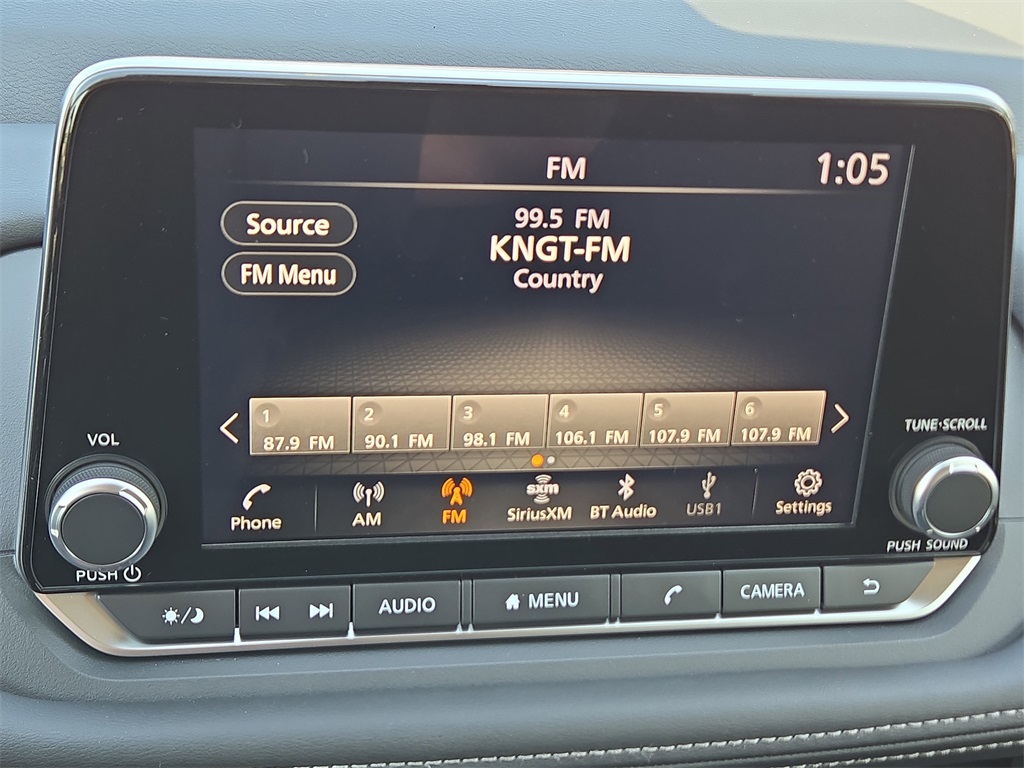 FM
1:05
Source
99.5 FM
KNGT-FM
FM Menu
Country
1
87.9 FM
2
90.1 FM
3
98.1 FM
4
106.1 FM
5
107.9 FM
6
107.9 FM
VOL
TUNE·SCROLL
Phone
AM
FM
sxm
SiriusXM
BT Audio
USB1
Settings
PUSH
PUSH SOUND
AUDIO
MENU
CAMERA